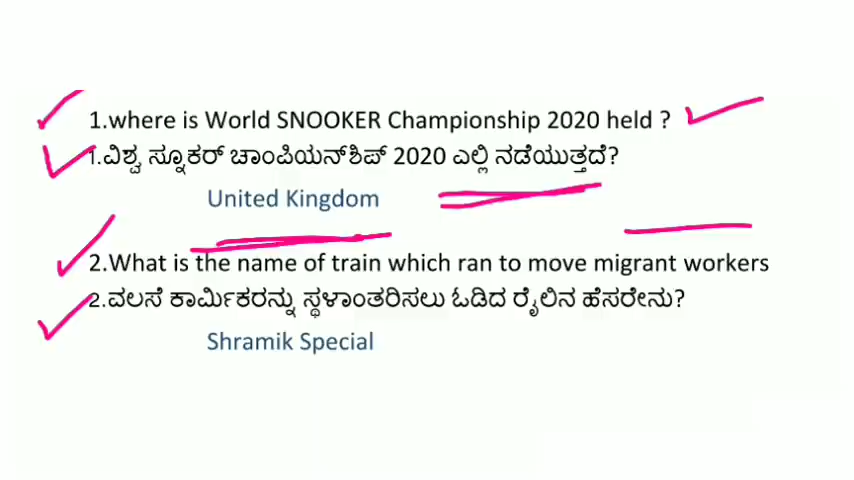 1.where is World SNOOKER Championship 2020 held ?
1.ವಿಶ್ವ ಸ್ನೂಕರ್ ಚಾಂಪಿಯನ್‌ಶಿಪ್ 2020 ಎಲ್ಲಿ ನಡೆಯುತ್ತದೆ?
United Kingdom
2.What is the name of train which ran to move migrant workers
2.ವಲಸೆ ಕಾರ್ಮಿಕರನ್ನು ಸ್ಥಳಾಂತರಿಸಲು ಓಡಿದ ರೈಲಿನ ಹೆಸರೇನು?
Shramik Special